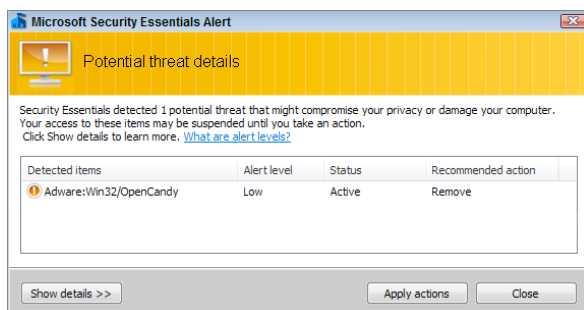 Microsoft Security Essentials Alert
Potential threat details
Security Essentials detected 1 potential threat that might compromise your privacy or damage your computer.
Your access to these items may be suspended until you take an action.
Click Show details to learn more. What are alert levels?
Detected items Alert level Status Recommended action
Adware:Win32/OpenCandy Low Active Remove
Show details >> Apply actions Close